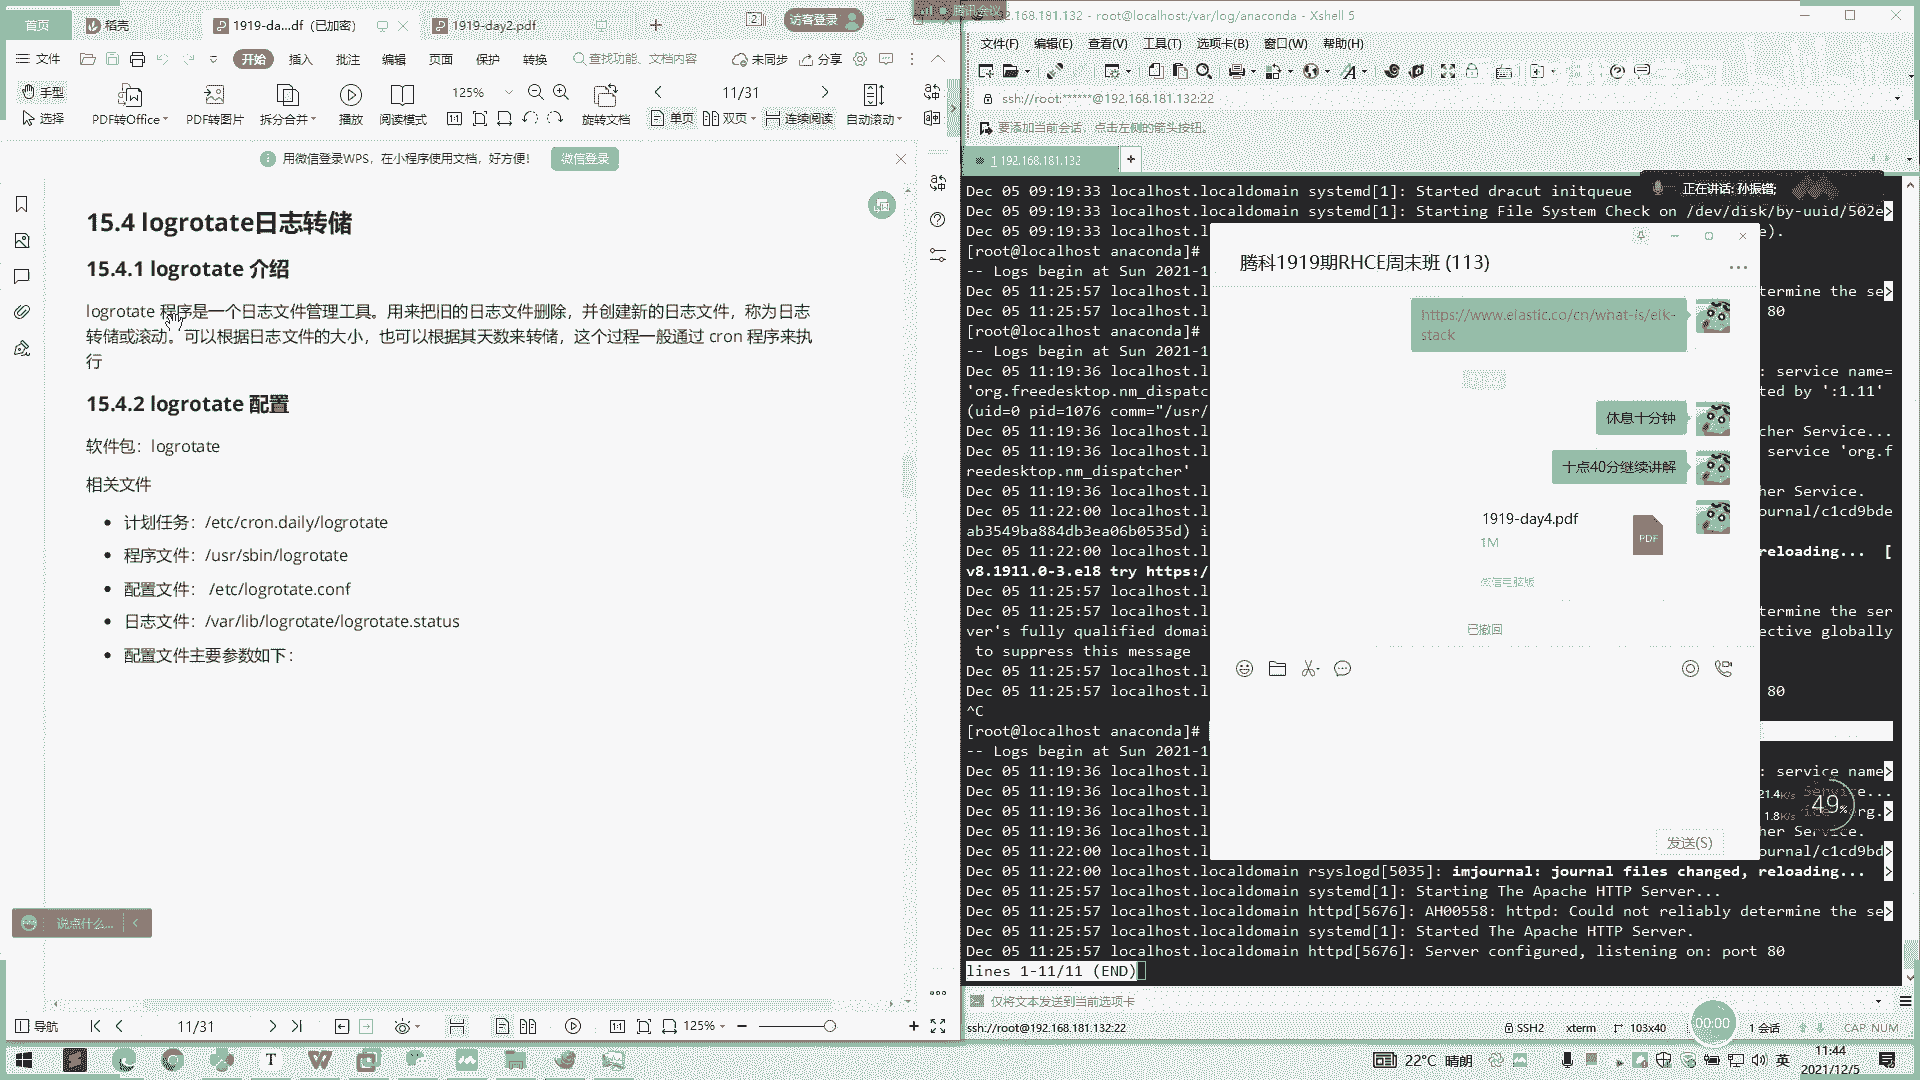 首页
稻壳
1919-da...df (已加密)
1919-day2.pdf
访客登录
文件
开始
插入
批注
编辑
页面
保护
转换
查找功能、文档内容
未同步
分享
手型
选择
PDF转Office
PDF转图片
拆分合并
播放
阅读模式
125%
11/31
旋转文档
单页
双页
连续阅读
自动滚动
用微信登录WPS，在小程序使用文档，好方便！
微信登录
15.4 logrotate日志转储
15.4.1 logrotate 介绍
logrotate 程序是一个日志文件管理工具。用来把旧的日志文件删除，并创建新的日志文件，称为日志
转储或滚动。可以根据日志文件的大小，也可以根据其天数来转储，这个过程一般通过 cron 程序来执
行
15.4.2 logrotate 配置
软件包：logrotate
相关文件
计划任务：/etc/cron.daily/logrotate
程序文件：/usr/sbin/logrotate
配置文件： /etc/logrotate.conf
日志文件：/var/lib/logrotate/logrotate.status
配置文件主要参数如下：
说点什么...
导航
11/31
125%
192.168.181.132 - root@localhost:/var/log/anaconda - Xshell 5
文件(F) 编辑(E) 查看(V) 工具(T) 选项卡(B) 窗口(W) 帮助(H)
ssh://root:******@192.168.181.132:22
要添加当前会话，点击左侧的箭头按钮。
1 192.168.181.132
正在讲话: 孙振镨;
Dec 05 09:19:33 localhost.localdomain systemd[1]: Started dracut initqueue
Dec 05 09:19:33 localhost.localdomain systemd[1]: Starting File System Check on /dev/disk/by-uuid/502e>
Dec 05 09:19:33 localhost.l e).
[root@localhost anaconda]#
-- Logs begin at Sun 2021-1
Dec 05 11:25:57 localhost.l termine the se>
Dec 05 11:25:57 localhost.l 80
[root@localhost anaconda]#
-- Logs begin at Sun 2021-1
Dec 05 11:19:36 localhost.l : service name=
'org.freedesktop.nm_dispatc ted by ':1.11'
(uid=0 pid=1076 comm="/usr/
Dec 05 11:19:36 localhost.l cher Service...
Dec 05 11:19:36 localhost.l service 'org.f
reedesktop.nm_dispatcher'
Dec 05 11:19:36 localhost.l her Service.
Dec 05 11:22:00 localhost.l ournal/c1cd9bde
ab3549ba884db3ea06b0535d) i
Dec 05 11:22:00 localhost.l reloading... [
v8.1911.0-3.el8 try https:/
Dec 05 11:25:57 localhost.l
Dec 05 11:25:57 localhost.l termine the ser
ver's fully qualified domai ective globally
to suppress this message
Dec 05 11:25:57 localhost.l
Dec 05 11:25:57 localhost.l 80
^C
[root@localhost anaconda]#
-- Logs begin at Sun 2021-1
Dec 05 11:19:36 localhost.l : service name>
Dec 05 11:19:36 localhost.l Service...
Dec 05 11:19:36 localhost.l rg.>
Dec 05 11:19:36 localhost.l her Service.
Dec 05 11:22:00 localhost.l ournal/c1cd9bd>
Dec 05 11:22:00 localhost.localdomain rsyslogd[5035]: imjournal: journal files changed, reloading... >
Dec 05 11:25:57 localhost.localdomain systemd[1]: Starting The Apache HTTP Server...
Dec 05 11:25:57 localhost.localdomain httpd[5676]: AH00558: httpd: Could not reliably determine the se>
Dec 05 11:25:57 localhost.localdomain systemd[1]: Started The Apache HTTP Server.
Dec 05 11:25:57 localhost.localdomain httpd[5676]: Server configured, listening on: port 80
lines 1-11/11 (END)
腾科1919期RHCE周末班 (113)
https://www.elastic.co/cn/what-is/elk-
stack
休息十分钟
十点40分继续讲解
1919-day4.pdf
1M
PDF
微信电脑版
已撤回
发送(S)
21.4K/s
1.8K/s
49%
仅将文本发送到当前选项卡
ssh://root@192.168.181.132:22
SSH2
xterm
103x40
00:00
1 会话
CAP NUM
22°C 晴朗
英
11:44
2021/12/5